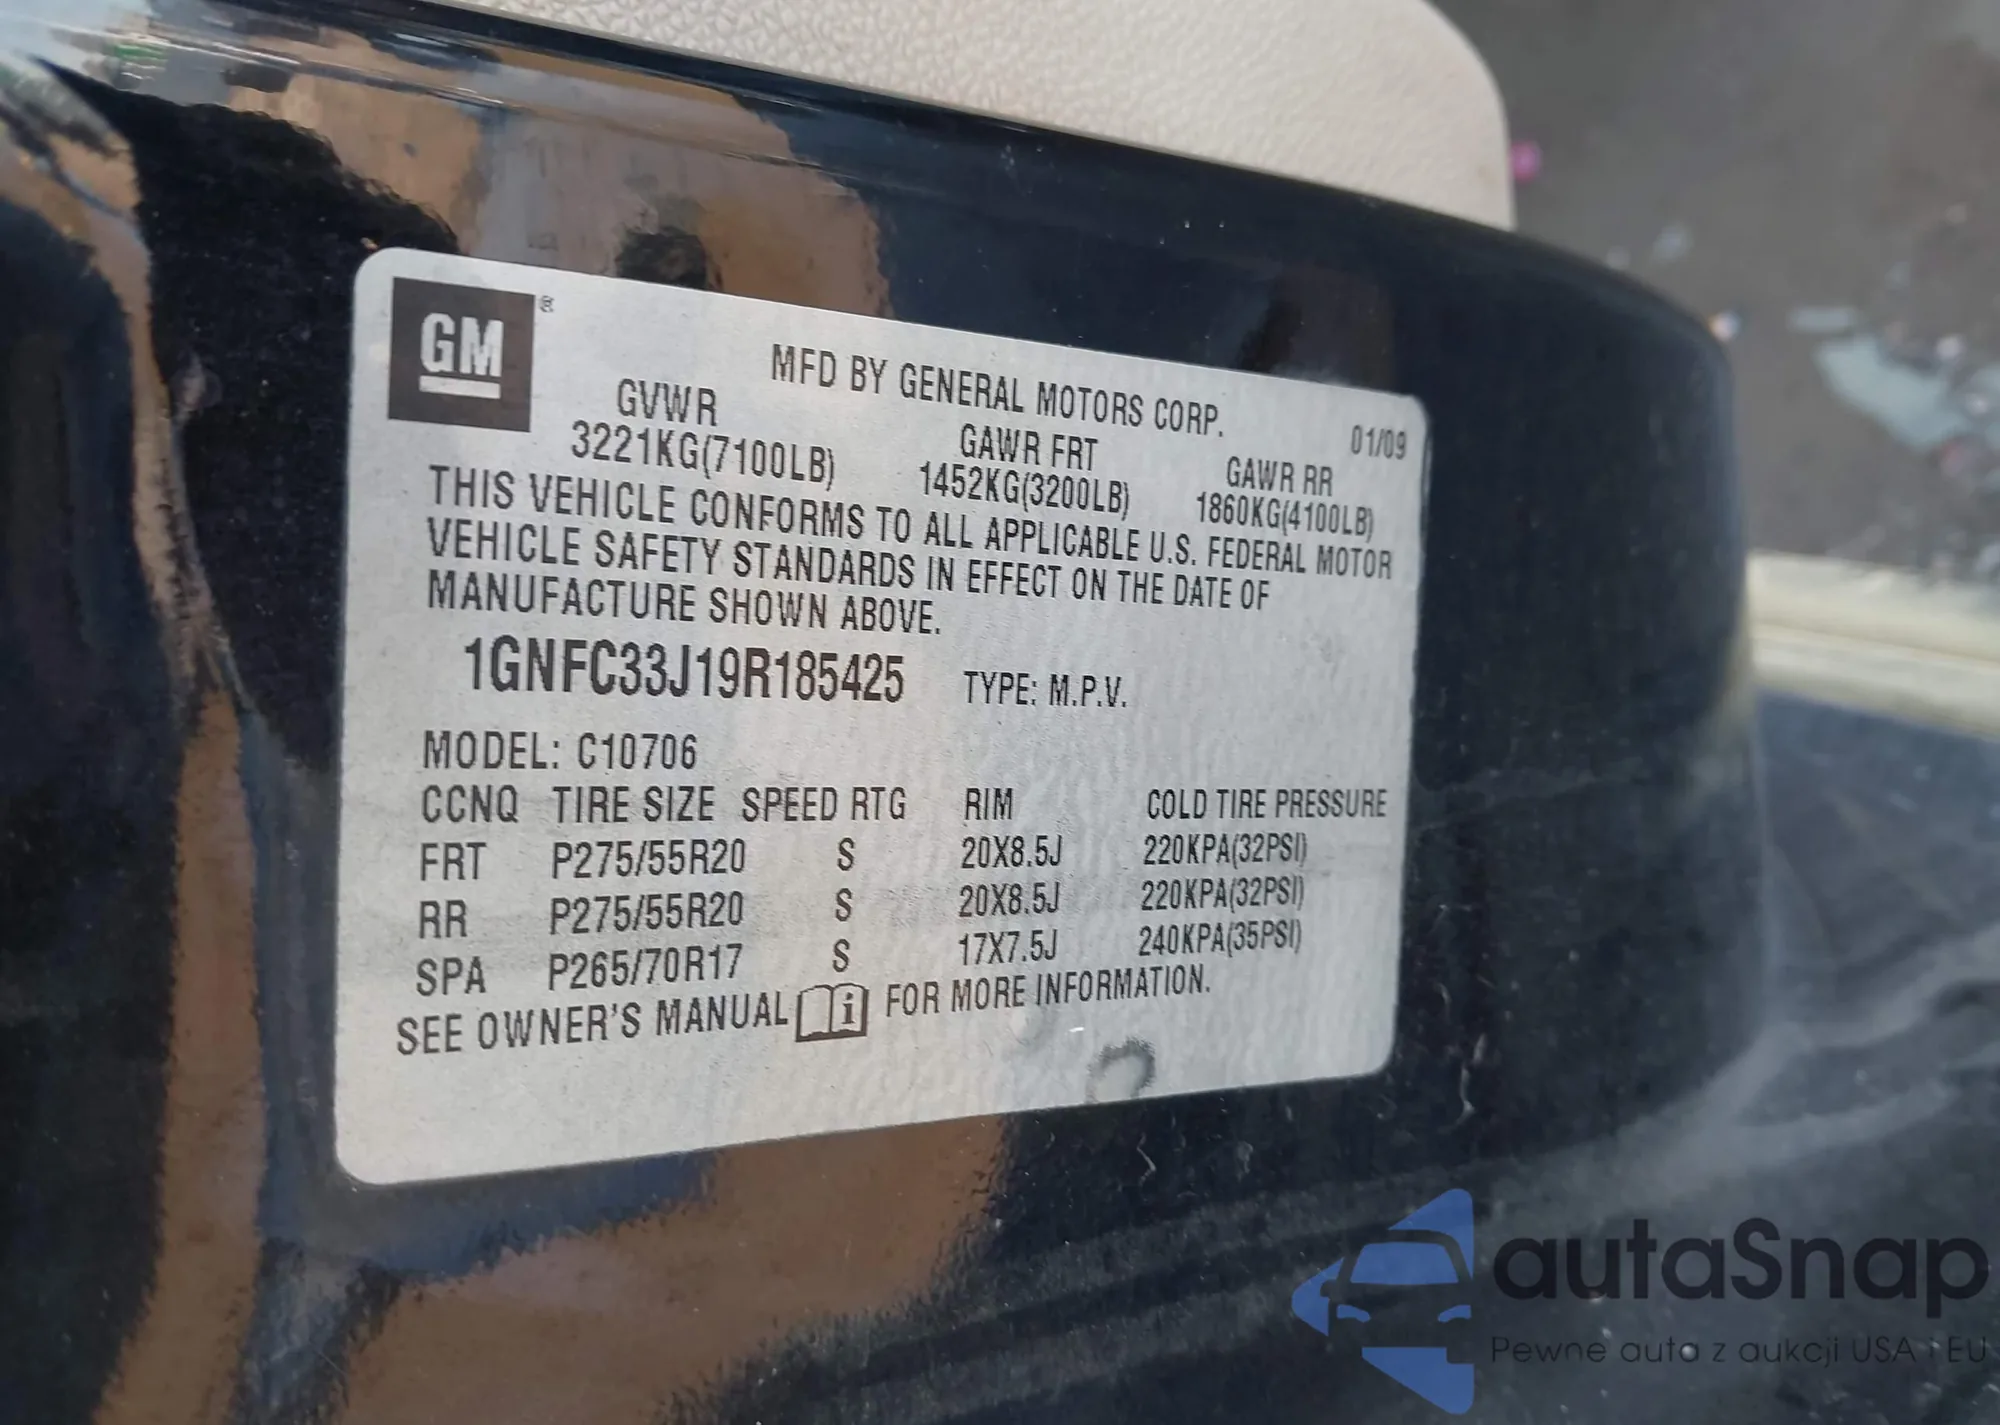 GM ®
MFD BY GENERAL MOTORS CORP.
01/09
GVWR GAWR FRT GAWR RR
3221KG(7100LB) 1452KG(3200LB) 1860KG(4100LB)
THIS VEHICLE CONFORMS TO ALL APPLICABLE U.S. FEDERAL MOTOR
VEHICLE SAFETY STANDARDS IN EFFECT ON THE DATE OF
MANUFACTURE SHOWN ABOVE.
1GNFC33J19R185425 TYPE: M.P.V.
MODEL: C10706
CCNQ TIRE SIZE SPEED RTG RIM COLD TIRE PRESSURE
FRT P275/55R20 S 20X8.5J 220KPA(32PSI)
RR P275/55R20 S 20X8.5J 220KPA(32PSI)
SPA P265/70R17 S 17X7.5J 240KPA(35PSI)
SEE OWNER'S MANUAL i FOR MORE INFORMATION.
autaSnap
Pewne auta z aukcji USA i EU